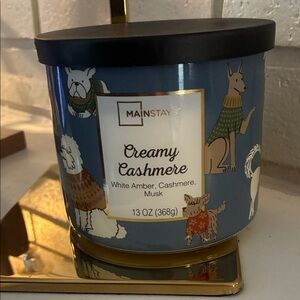 MAINSTAYS
Creamy
Cashmere
White Amber, Cashmere,
Musk
13 OZ (368g)